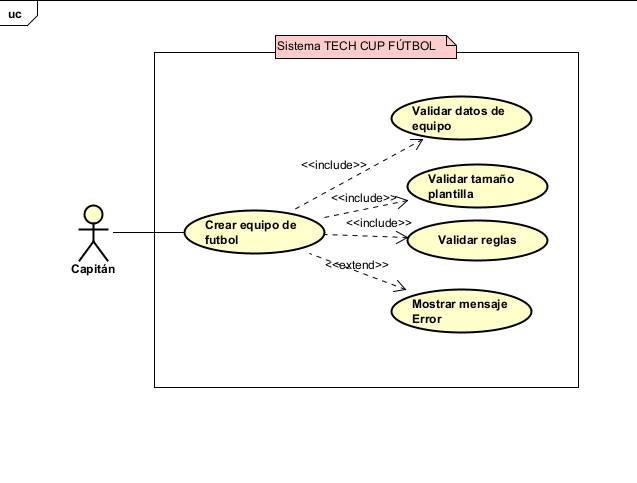 uc
Sistema TECH CUP FÚTBOL
Validar datos de
equipo
<<include>>
Validar tamaño
plantilla
<<include>>
<<include>>
Crear equipo de
futbol
Validar reglas
Capitán
<<extend>>
Mostrar mensaje
Error